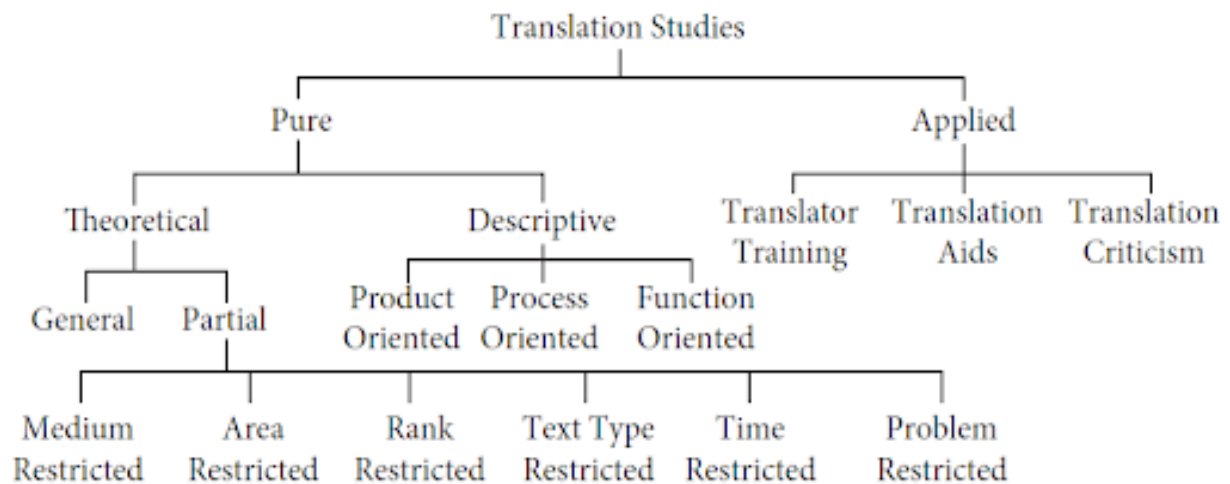 Translation Studies
Pure
Applied
Theoretical
Descriptive
Translator
Training
Translation
Aids
Translation
Criticism
General
Partial
Product
Oriented
Process
Oriented
Function
Oriented
Medium
Restricted
Area
Restricted
Rank
Restricted
Text Type
Restricted
Time
Restricted
Problem
Restricted